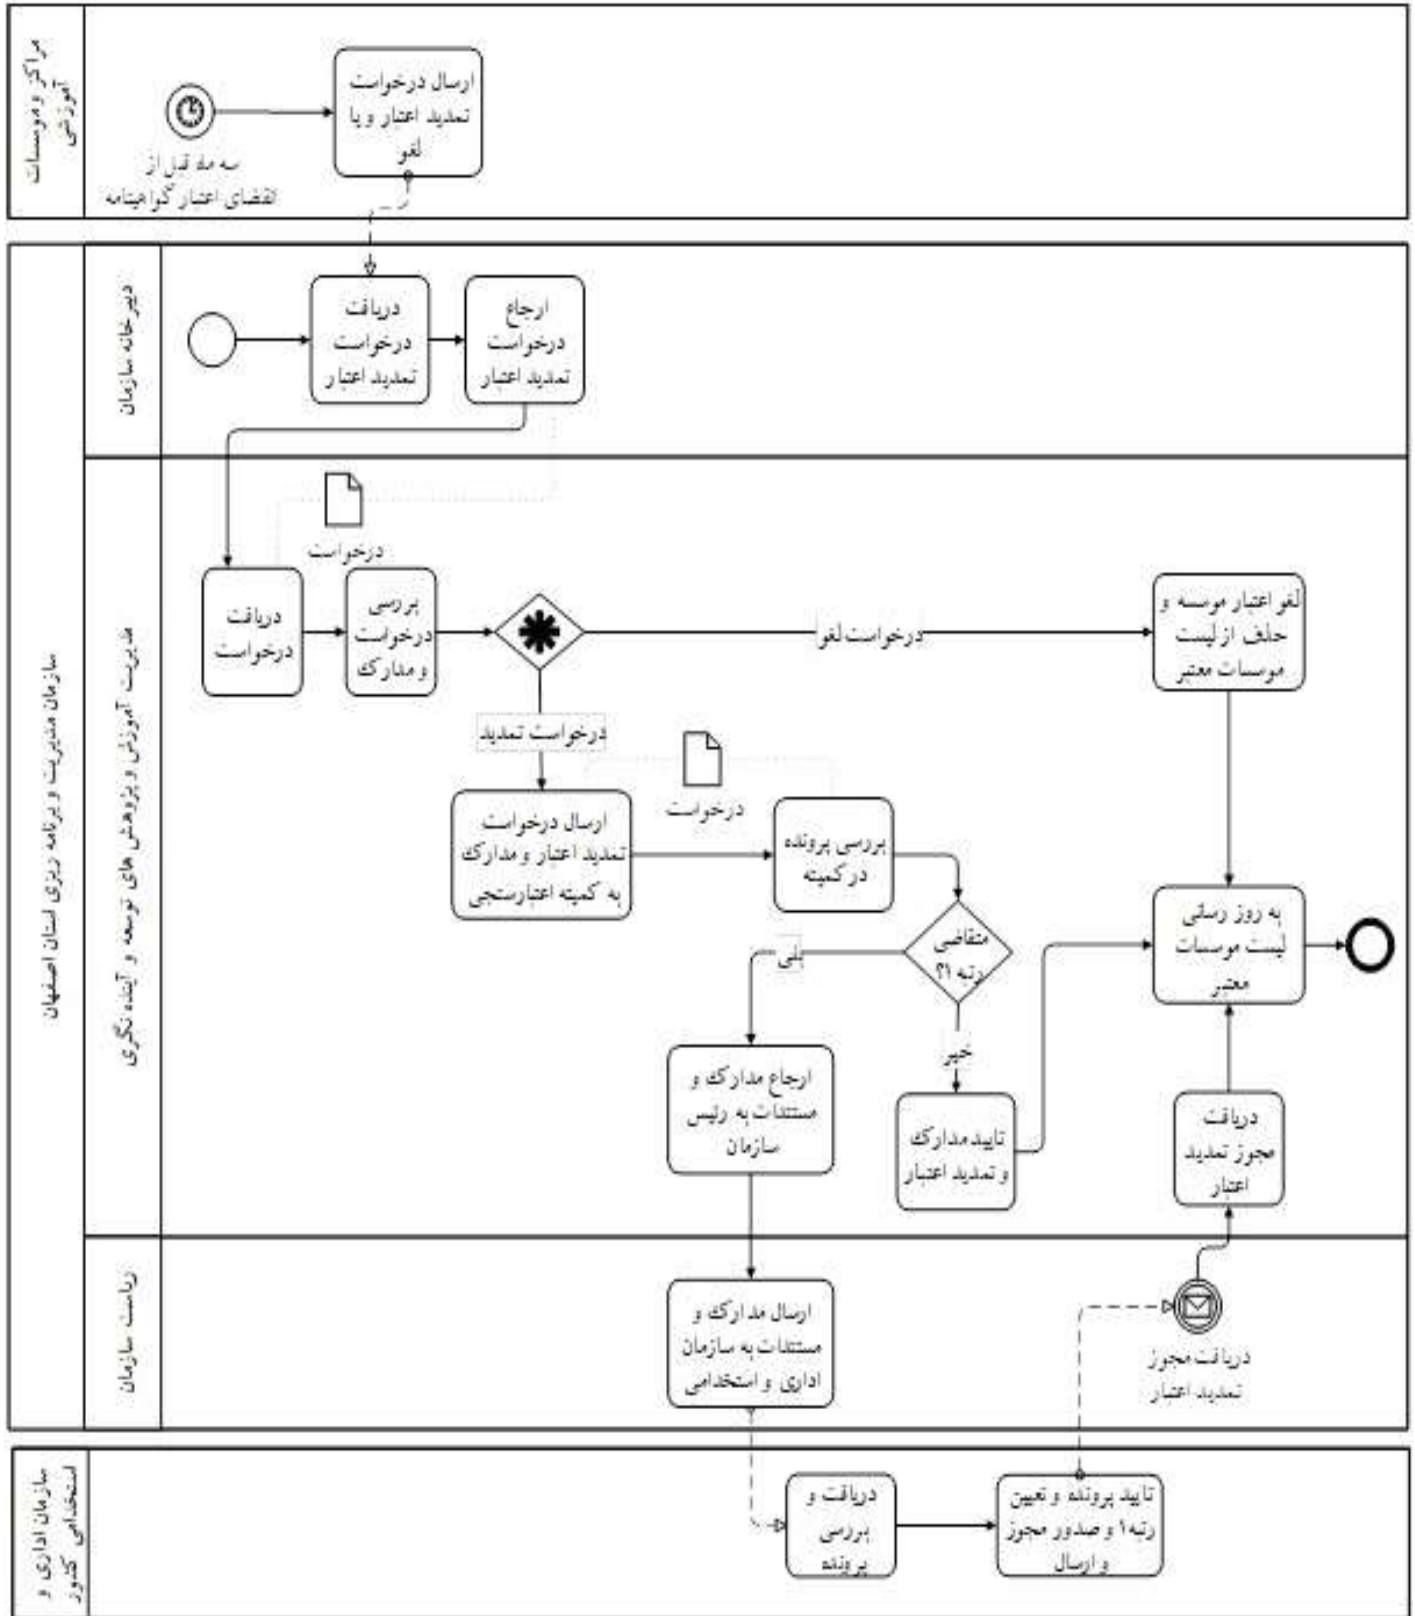 مراکز و موسسات
آموزشی
ارسال درخواست
تمدید اعتبار و یا
لغو
سه ماه قبل از
انقضای اعتبار گواهینامه
سازمان مدیریت و برنامه ریزی استان اصفهان
دبیرخانه سازمان
دریافت
درخواست
تمدید اعتبار
ارجاع
درخواست
تمدید اعتبار
مدیریت آموزش و پژوهش های توسعه و آینده نگری
درخواست
دریافت
درخواست
بررسی
درخواست
و مدارک
درخواست لغو
لغو اعتبار موسسه و
حذف از لیست
موسسات معتبر
درخواست تمدید
درخواست
ارسال درخواست
تمدید اعتبار و مدارک
به کمیته اعتبارسنجی
بررسی پرونده
در کمیته
متقاضی
رتبه ۱؟
بلی
خیر
به روز رسانی
لیست موسسات
معتبر
ارجاع مدارک و
مستندات به رئیس
سازمان
تایید مدارک
و تمدید اعتبار
دریافت
مجوز تمدید
اعتبار
ریاست سازمان
ارسال مدارک و
مستندات به سازمان
اداری و استخدامی
دریافت مجوز
تمدید اعتبار
سازمان اداری و
استخدامی کشور
دریافت و
بررسی
پرونده
تایید پرونده و تعیین
رتبه ۱ و صدور مجوز
و ارسال